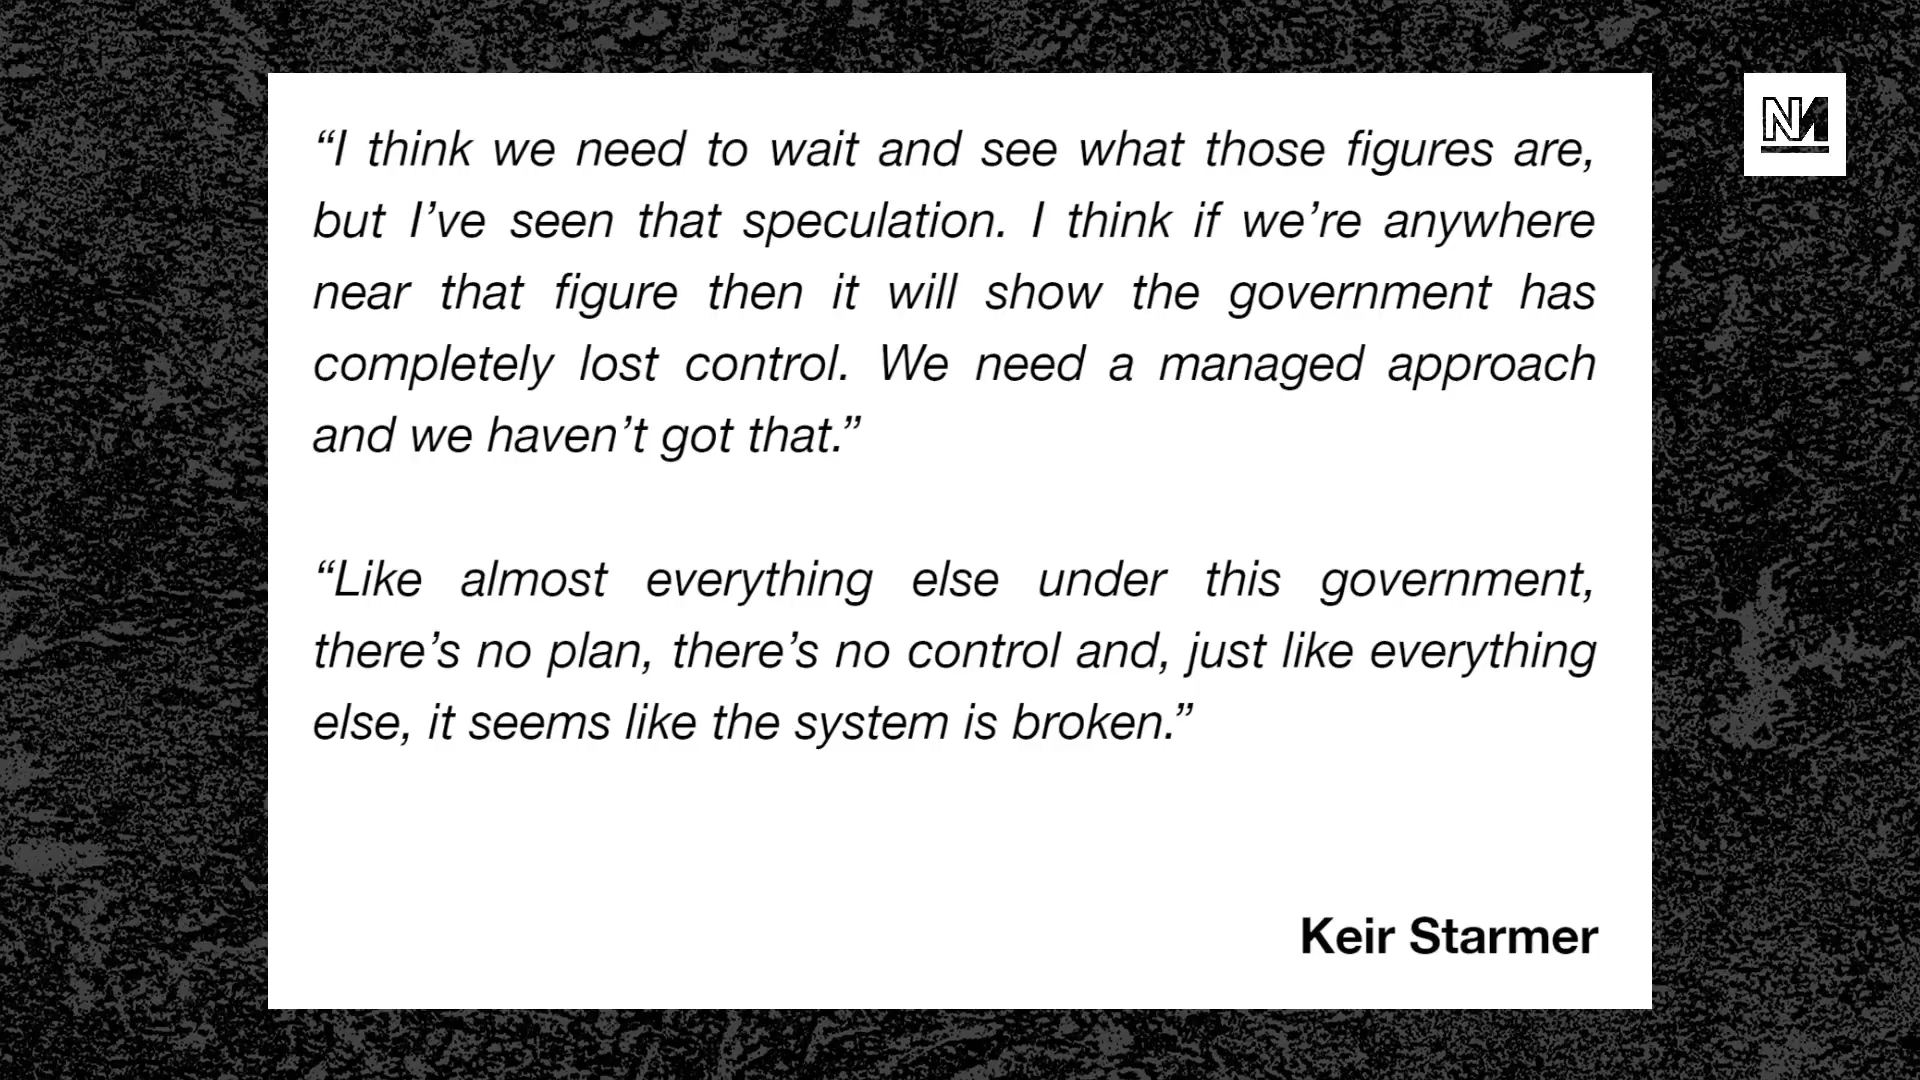 “I think we need to wait and see what those figures are,
but I’ve seen that speculation. I think if we’re anywhere
near that figure then it will show the government has
completely lost control. We need a managed approach
and we haven’t got that.”
“Like almost everything else under this government,
there’s no plan, there’s no control and, just like everything
else, it seems like the system is broken.”
Keir Starmer